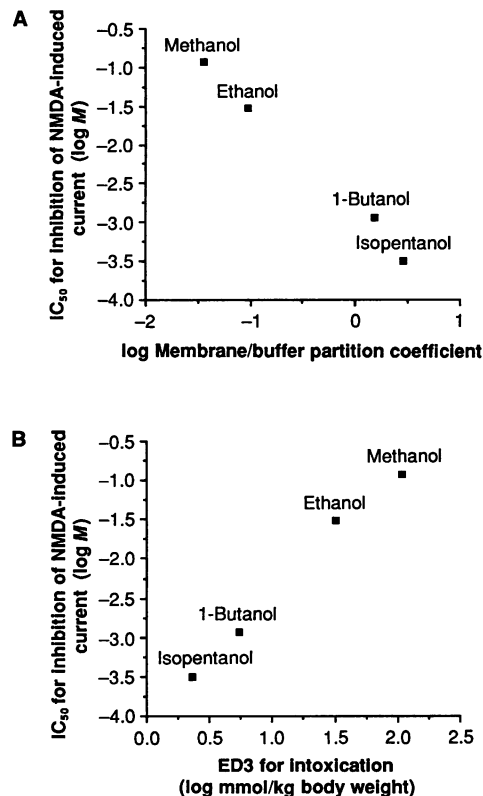 A
IC50 for inhibition of NMDA-induced
current (log M)
−0.5
−1.0
−1.5
−2.0
−2.5
−3.0
−3.5
−4.0
Methanol
Ethanol
1-Butanol
Isopentanol
−2 −1 0 1
log Membrane/buffer partition coefficient
B
IC50 for inhibition of NMDA-induced
current (log M)
−0.5
−1.0
−1.5
−2.0
−2.5
−3.0
−3.5
−4.0
Methanol
Ethanol
1-Butanol
Isopentanol
0.0 0.5 1.0 1.5 2.0 2.5
ED3 for intoxication
(log mmol/kg body weight)